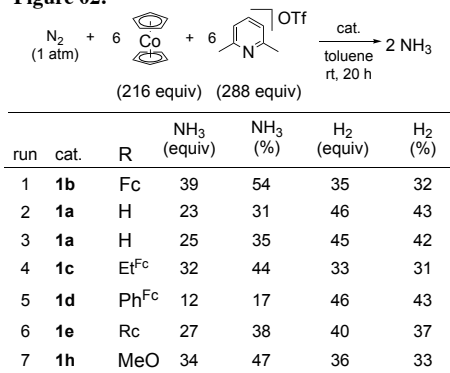 Figure 02.
N2 + 6 Co + 6 N OTf cat. 2 NH3
(1 atm) toluene
rt, 20 h
(216 equiv) (288 equiv)
run cat. R NH3 (equiv) NH3 (%) H2 (equiv) H2 (%)
1 1b Fc 39 54 35 32
2 1a H 23 31 46 43
3 1a H 25 35 45 42
4 1c EtFc 32 44 33 31
5 1d PhFc 12 17 46 43
6 1e Rc 27 38 40 37
7 1h MeO 34 47 36 33